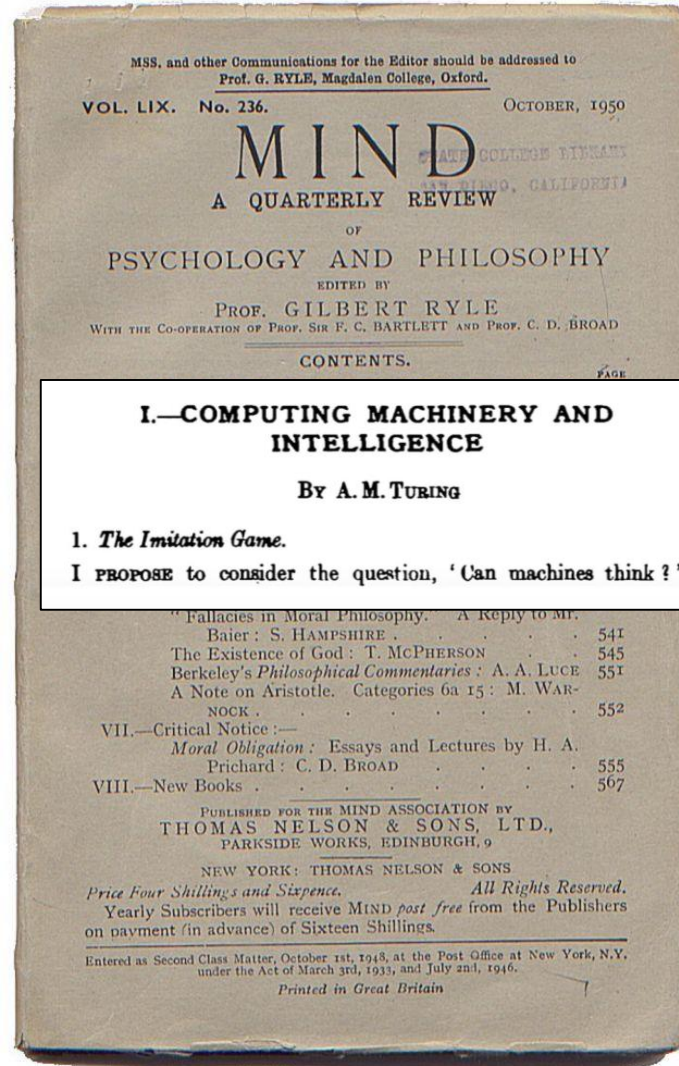 MSS. and other Communications for the Editor should be addressed to
Prof. G. RYLE, Magdalen College, Oxford.
VOL. LIX. No. 236.
OCTOBER, 1950
MIND
STATE COLLEGE LIBRARY
SAN DIEGO, CALIFORNIA
A QUARTERLY REVIEW
OF
PSYCHOLOGY AND PHILOSOPHY
EDITED BY
PROF. GILBERT RYLE
WITH THE CO-OPERATION OF PROF. SIR F. C. BARTLETT AND PROF. C. D. BROAD
CONTENTS.
PAGE
I.—COMPUTING MACHINERY AND
INTELLIGENCE
BY A. M. TURING
1. The Imitation Game.
I PROPOSE to consider the question, ‘Can machines think ?’
“ Fallacies in Moral Philosophy.” A Reply to Mr.
Baier : S. HAMPSHIRE . . . . . 541
The Existence of God : T. MCPHERSON . . 545
Berkeley's Philosophical Commentaries : A. A. LUCE 551
A Note on Aristotle. Categories 6a 15 : M. WAR-
NOCK . . . . . . . . 552
VII.—Critical Notice :—
Moral Obligation : Essays and Lectures by H. A.
Prichard : C. D. BROAD . . . . 555
VIII.—New Books . . . . . . . . 567
PUBLISHED FOR THE MIND ASSOCIATION BY
THOMAS NELSON & SONS, LTD.,
PARKSIDE WORKS, EDINBURGH, 9
NEW YORK: THOMAS NELSON & SONS
Price Four Shillings and Sixpence. All Rights Reserved.
Yearly Subscribers will receive MIND post free from the Publishers
on payment (in advance) of Sixteen Shillings.
Entered as Second Class Matter, October 1st, 1948, at the Post Office at New York, N.Y.
under the Act of March 3rd, 1933, and July 2nd, 1946.
Printed in Great Britain